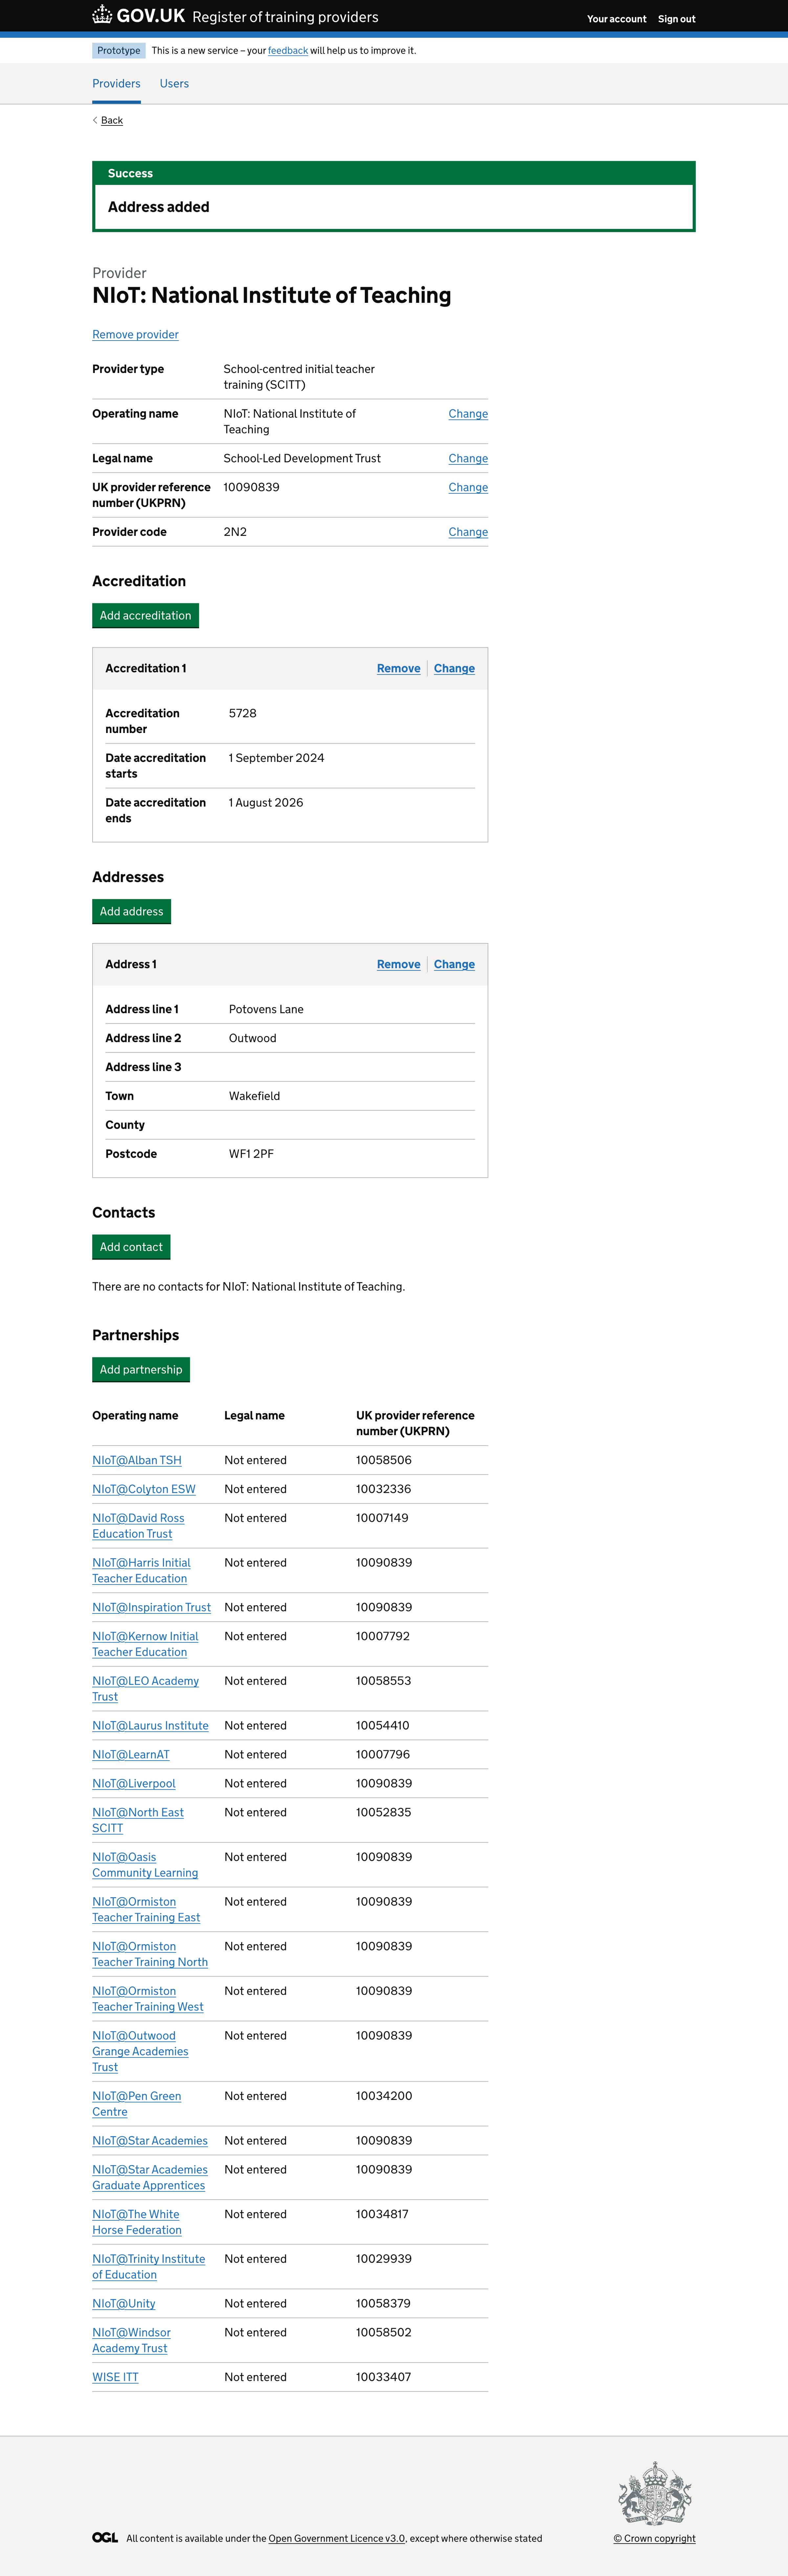 GOV.UK Register of training providers
Your account Sign out
Prototype This is a new service – your feedback will help us to improve it.
Providers Users
Back
Success
Address added
Provider
NIoT: National Institute of Teaching
Remove provider
Provider type School-centred initial teacher
training (SCITT)
Operating name NIoT: National Institute of Change
Teaching
Legal name School-Led Development Trust Change
UK provider reference 10090839 Change
number (UKPRN)
Provider code 2N2 Change
Accreditation
Add accreditation
Accreditation 1 Remove Change
Accreditation 5728
number
Date accreditation 1 September 2024
starts
Date accreditation 1 August 2026
ends
Addresses
Add address
Address 1 Remove Change
Address line 1 Potovens Lane
Address line 2 Outwood
Address line 3
Town Wakefield
County
Postcode WF1 2PF
Contacts
Add contact
There are no contacts for NIoT: National Institute of Teaching.
Partnerships
Add partnership
Operating name Legal name UK provider reference
number (UKPRN)
NIoT@Alban TSH Not entered 10058506
NIoT@Colyton ESW Not entered 10032336
NIoT@David Ross Not entered 10007149
Education Trust
NIoT@Harris Initial Not entered 10090839
Teacher Education
NIoT@Inspiration Trust Not entered 10090839
NIoT@Kernow Initial Not entered 10007792
Teacher Education
NIoT@LEO Academy Not entered 10058553
Trust
NIoT@Laurus Institute Not entered 10054410
NIoT@LearnAT Not entered 10007796
NIoT@Liverpool Not entered 10090839
NIoT@North East Not entered 10052835
SCITT
NIoT@Oasis Not entered 10090839
Community Learning
NIoT@Ormiston Not entered 10090839
Teacher Training East
NIoT@Ormiston Not entered 10090839
Teacher Training North
NIoT@Ormiston Not entered 10090839
Teacher Training West
NIoT@Outwood Not entered 10090839
Grange Academies
Trust
NIoT@Pen Green Not entered 10034200
Centre
NIoT@Star Academies Not entered 10090839
NIoT@Star Academies Not entered 10090839
Graduate Apprentices
NIoT@The White Not entered 10034817
Horse Federation
NIoT@Trinity Institute Not entered 10029939
of Education
NIoT@Unity Not entered 10058379
NIoT@Windsor Not entered 10058502
Academy Trust
WISE ITT Not entered 10033407
OGL All content is available under the Open Government Licence v3.0, except where otherwise stated
© Crown copyright